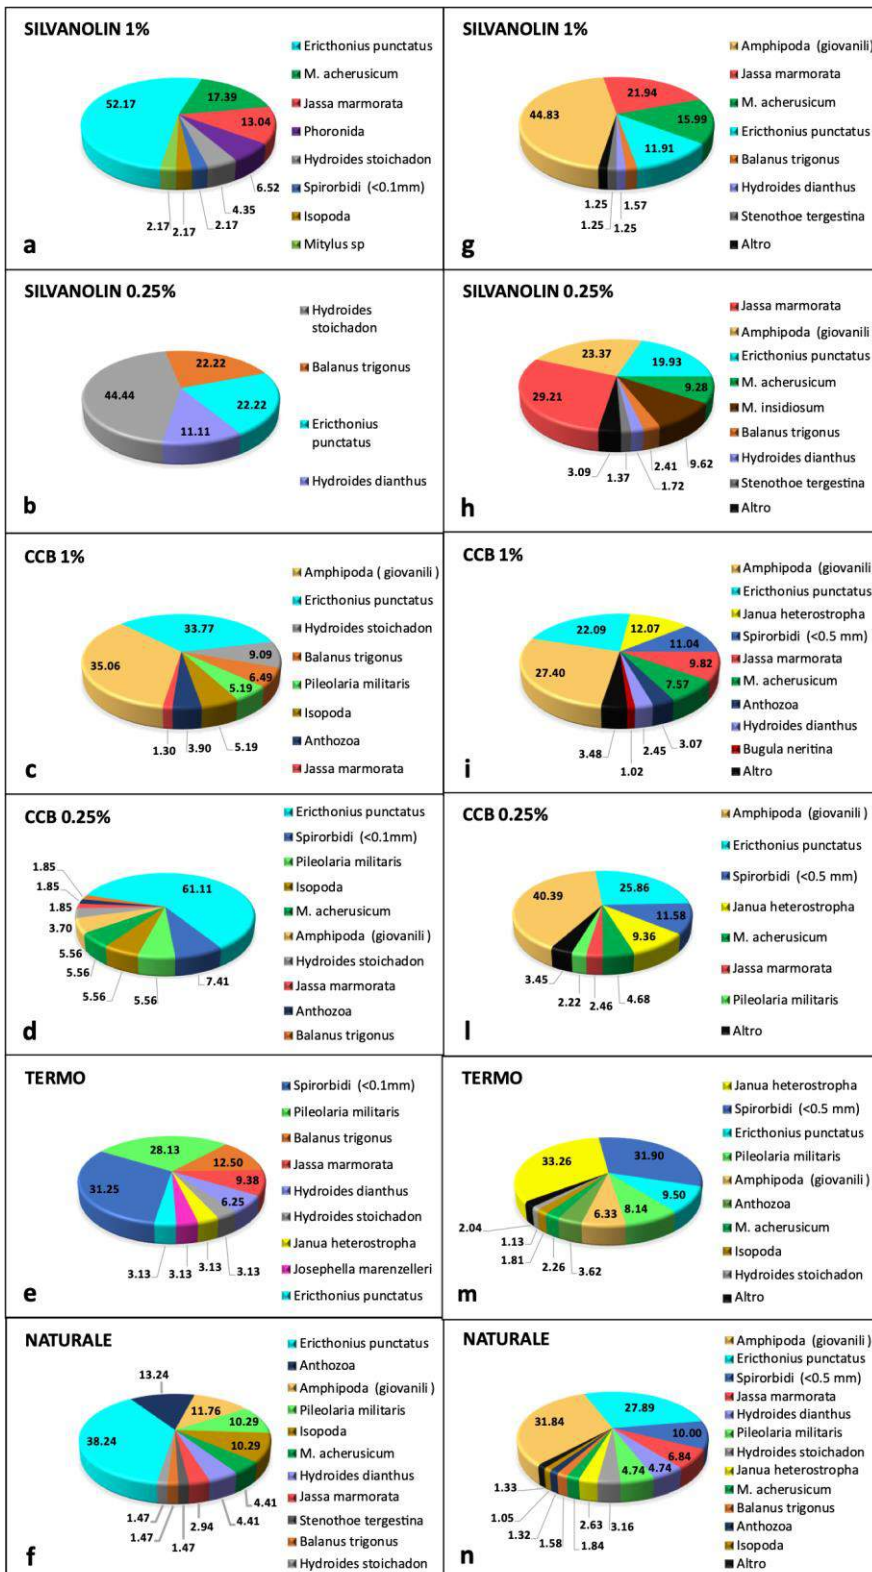 SILVANOLIN 1%
Ericthonius punctatus
M. acherusicum
Jassa marmorata
Phoronida
Hydroides stoichadon
Spirorbidi (<0.1mm)
Isopoda
Mitylus sp
52.17
17.39
13.04
6.52
4.35
2.17
2.17
2.17
a
SILVANOLIN 1%
Amphipoda (giovanili)
Jassa marmorata
M. acherusicum
Ericthonius punctatus
Balanus trigonus
Hydroides dianthus
Stenothoe tergestina
Altro
44.83
21.94
15.99
11.91
1.57
1.25
1.25
1.25
g
SILVANOLIN 0.25%
Hydroides
stoichadon
Balanus trigonus
Ericthonius
punctatus
Hydroides dianthus
22.22
44.44
22.22
11.11
b
SILVANOLIN 0.25%
Jassa marmorata
Amphipoda (giovanili
Ericthonius punctatus
M. acherusicum
M. insidiosum
Balanus trigonus
Hydroides dianthus
Stenothoe tergestina
Altro
23.37
19.93
9.28
29.21
9.62
2.41
1.72
1.37
3.09
h
CCB 1%
Amphipoda ( giovanili )
Ericthonius punctatus
Hydroides stoichadon
Balanus trigonus
Pileolaria militaris
Isopoda
Anthozoa
Jassa marmorata
33.77
9.09
35.06
6.49
5.19
5.19
3.90
1.30
c
CCB 1%
Amphipoda (giovanili
Ericthonius punctatus
Janua heterostropha
Spirorbidi (<0.5 mm)
Jassa marmorata
M. acherusicum
Anthozoa
Hydroides dianthus
Bugula neritina
Altro
22.09
12.07
11.04
9.82
27.40
7.57
3.07
2.45
1.02
3.48
i
CCB 0.25%
Ericthonius punctatus
Spirorbidi (<0.1mm)
Pileolaria militaris
Isopoda
M. acherusicum
Amphipoda (giovanili)
Hydroides stoichadon
Jassa marmorata
Anthozoa
Balanus trigonus
1.85
1.85
1.85
3.70
5.56
5.56
5.56
5.56
7.41
61.11
d
CCB 0.25%
Amphipoda (giovanili )
Ericthonius punctatus
Spirorbidi (<0.5 mm)
Janua heterostropha
M. acherusicum
Jassa marmorata
Pileolaria militaris
Altro
40.39
25.86
11.58
9.36
4.68
2.46
2.22
3.45
l
TERMO
Spirorbidi (<0.1mm)
Pileolaria militaris
Balanus trigonus
Jassa marmorata
Hydroides dianthus
Hydroides stoichadon
Janua heterostropha
Josephella marenzelleri
Ericthonius punctatus
28.13
12.50
9.38
31.25
6.25
3.13
3.13
3.13
3.13
e
TERMO
Janua heterostropha
Spirorbidi (<0.5 mm)
Ericthonius punctatus
Pileolaria militaris
Amphipoda (giovanili )
Anthozoa
M. acherusicum
Isopoda
Hydroides stoichadon
Altro
33.26
31.90
9.50
8.14
6.33
3.62
2.26
1.81
1.13
2.04
m
NATURALE
Ericthonius punctatus
Anthozoa
Amphipoda (giovanili )
Pileolaria militaris
Isopoda
M. acherusicum
Hydroides dianthus
Jassa marmorata
Stenothoe tergestina
Balanus trigonus
Hydroides stoichadon
13.24
11.76
10.29
38.24
10.29
4.41
4.41
2.94
1.47
1.47
1.47
f
NATURALE
Amphipoda (giovanili )
Ericthonius punctatus
Spirorbidi (<0.5 mm)
Jassa marmorata
Hydroides dianthus
Pileolaria militaris
Hydroides stoichadon
Janua heterostropha
M. acherusicum
Balanus trigonus
Anthozoa
Isopoda
Altro
31.84
27.89
10.00
6.84
4.74
4.74
3.16
2.63
1.84
1.58
1.32
1.05
1.33
n